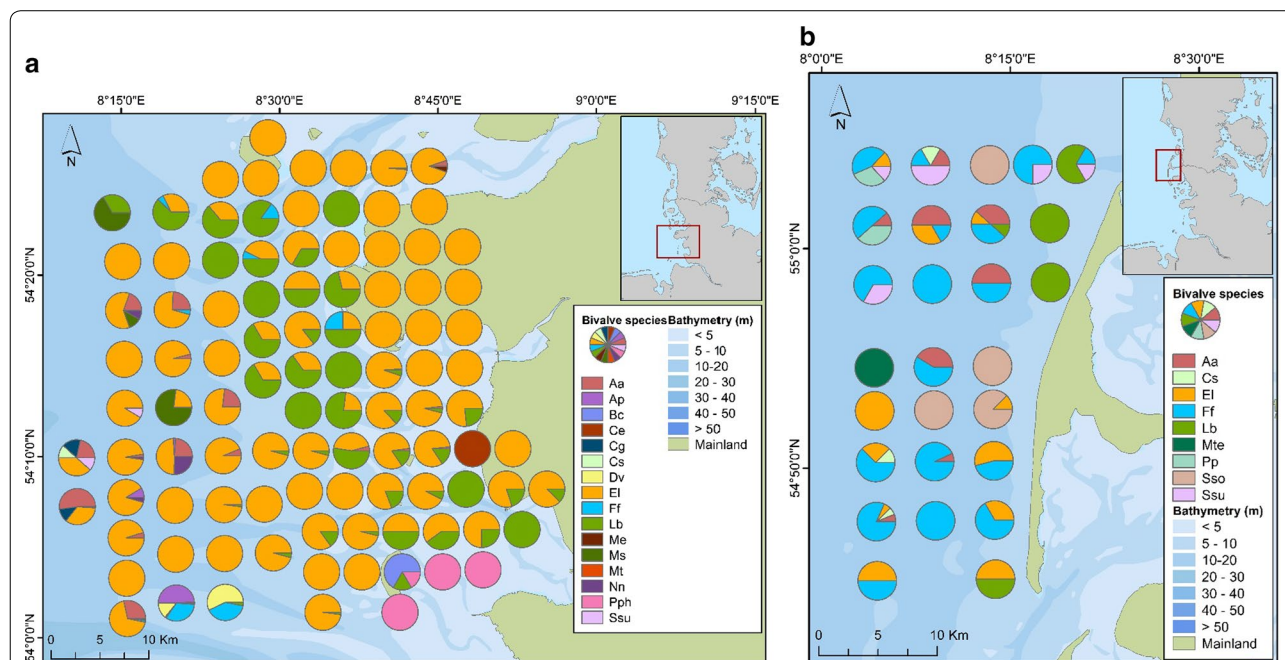 a
8°15'0"E 8°30'0"E 8°45'0"E 9°0'0"E 9°15'0"E
N
54°20'0"N
54°10'0"N
54°0'0"N
Bivalve species
Aa
Ap
Bc
Ce
Cg
Cs
Dv
El
Ff
Lb
Me
Ms
Mt
Nn
Pph
Ssu
Bathymetry (m)
< 5
5 - 10
10-20
20 - 30
30 - 40
40 - 50
> 50
Mainland
0 5 10 Km
b
8°0'0"E 8°15'0"E 8°30'0"E
N
55°0'0"N
54°50'0"N
Bivalve species
Aa
Cs
El
Ff
Lb
Mte
Pp
Sso
Ssu
Bathymetry (m)
< 5
5 - 10
10-20
20 - 30
30 - 40
40 - 50
> 50
Mainland
0 5 10 Km